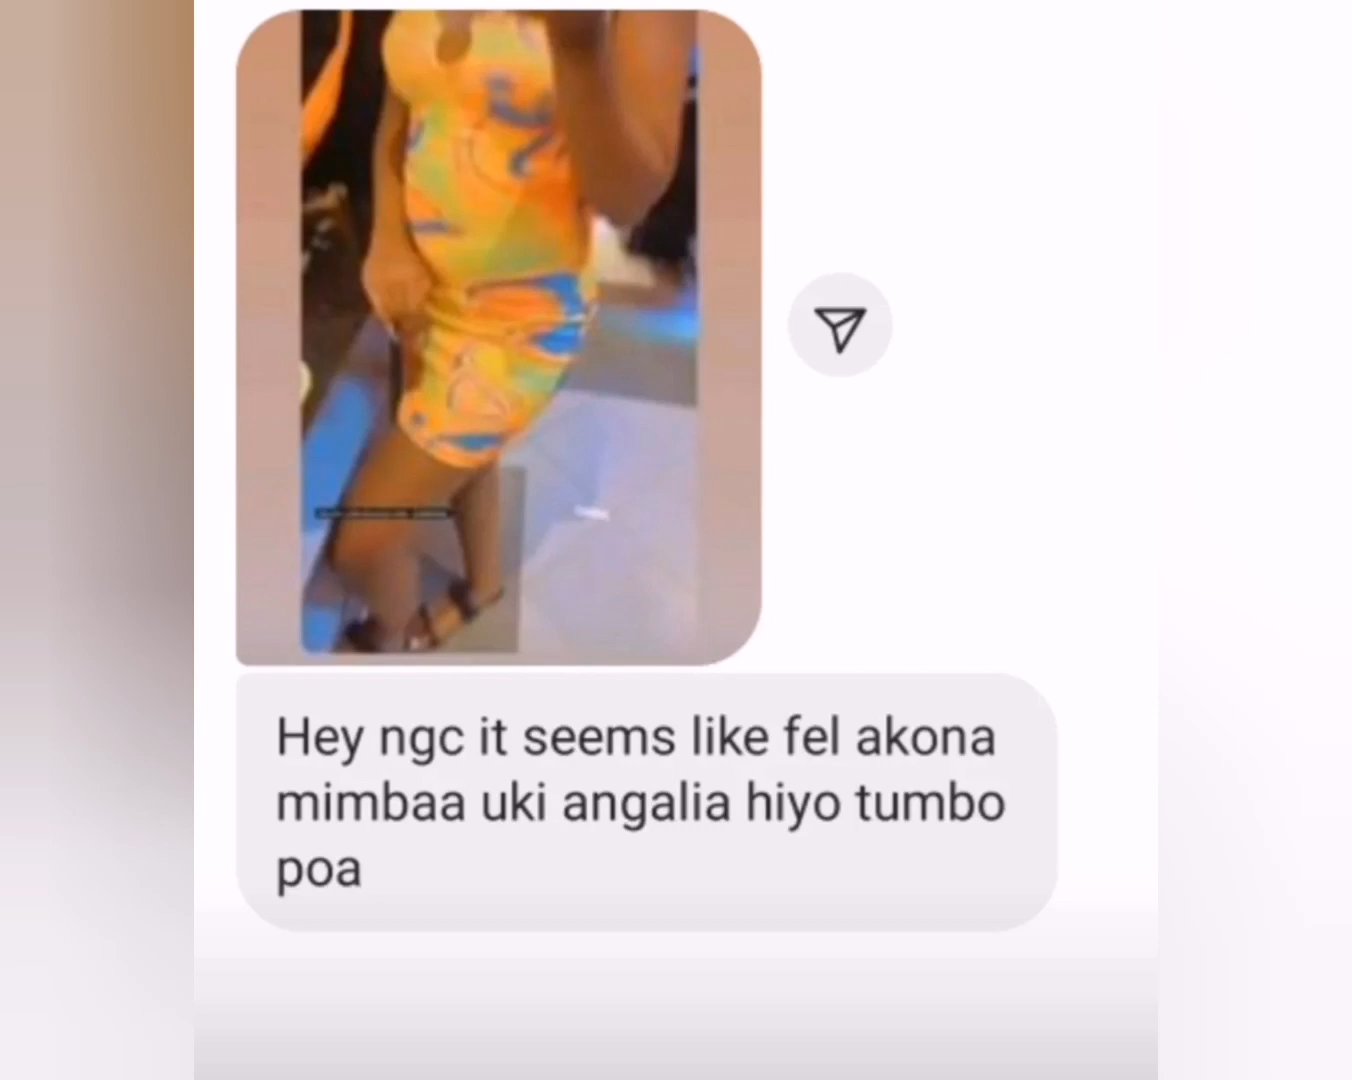 Hey ngc it seems like fel akona
mimbaa uki angalia hiyo tumbo
poa